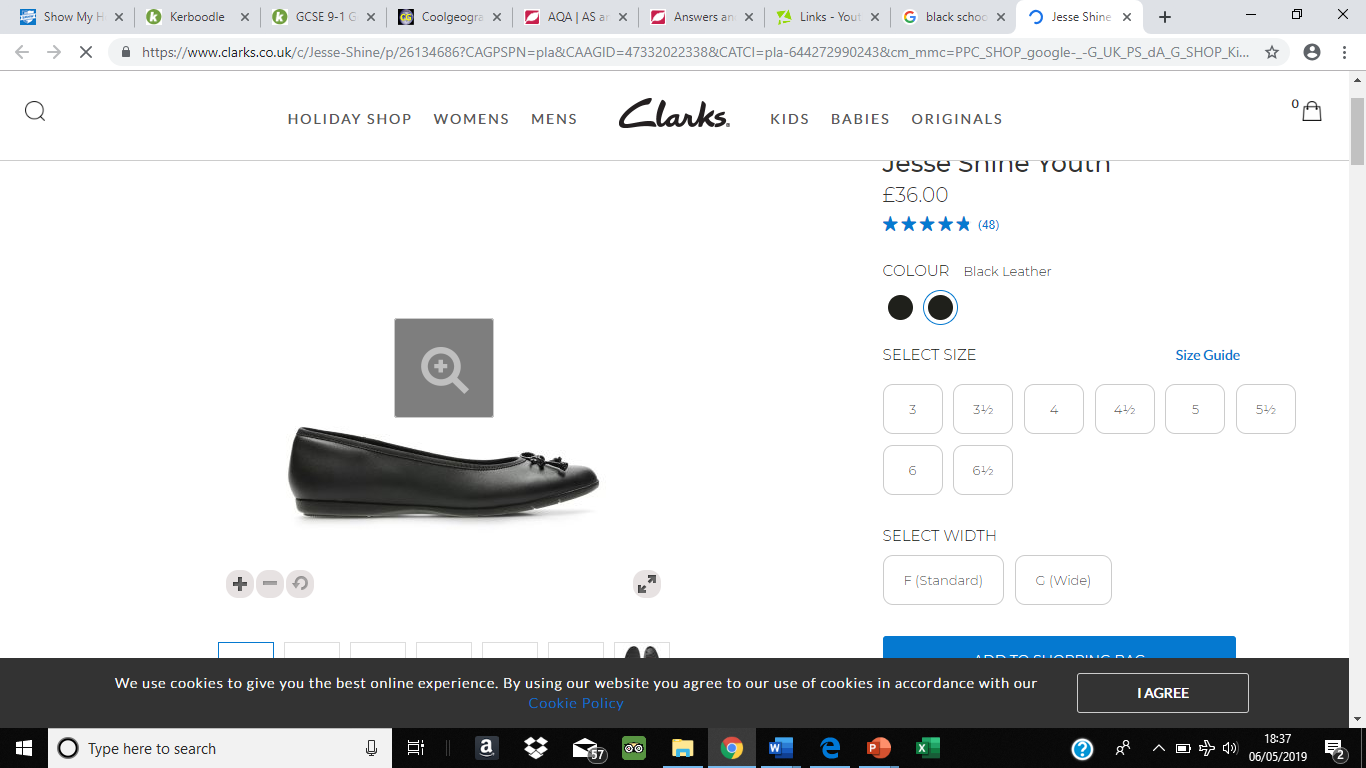 Show My H
Kerboodle
GCSE 9-1 G
Coolgeogra
AQA | AS an
Answers and
Links - Yout
black schoo
Jesse Shine
https://www.clarks.co.uk/c/Jesse-Shine/p/26134686?CAGPSPN=pla&CAAGID=47332022338&CATCI=pla-644272990243&cm_mmc=PPC_SHOP_google-_-G_UK_PS_dA_G_SHOP_Ki...
HOLIDAY SHOP WOMENS MENS Clarks. KIDS BABIES ORIGINALS
0
Jesse Shine Youth
£36.00
(48)
COLOUR Black Leather
SELECT SIZE Size Guide
3 3½ 4 4½ 5 5½
6 6½
SELECT WIDTH
F (Standard) G (Wide)
ADD TO SHOPPING BAG
We use cookies to give you the best online experience. By using our website you agree to our use of cookies in accordance with our
Cookie Policy
I AGREE
Type here to search
57
18:37
06/05/2019
2